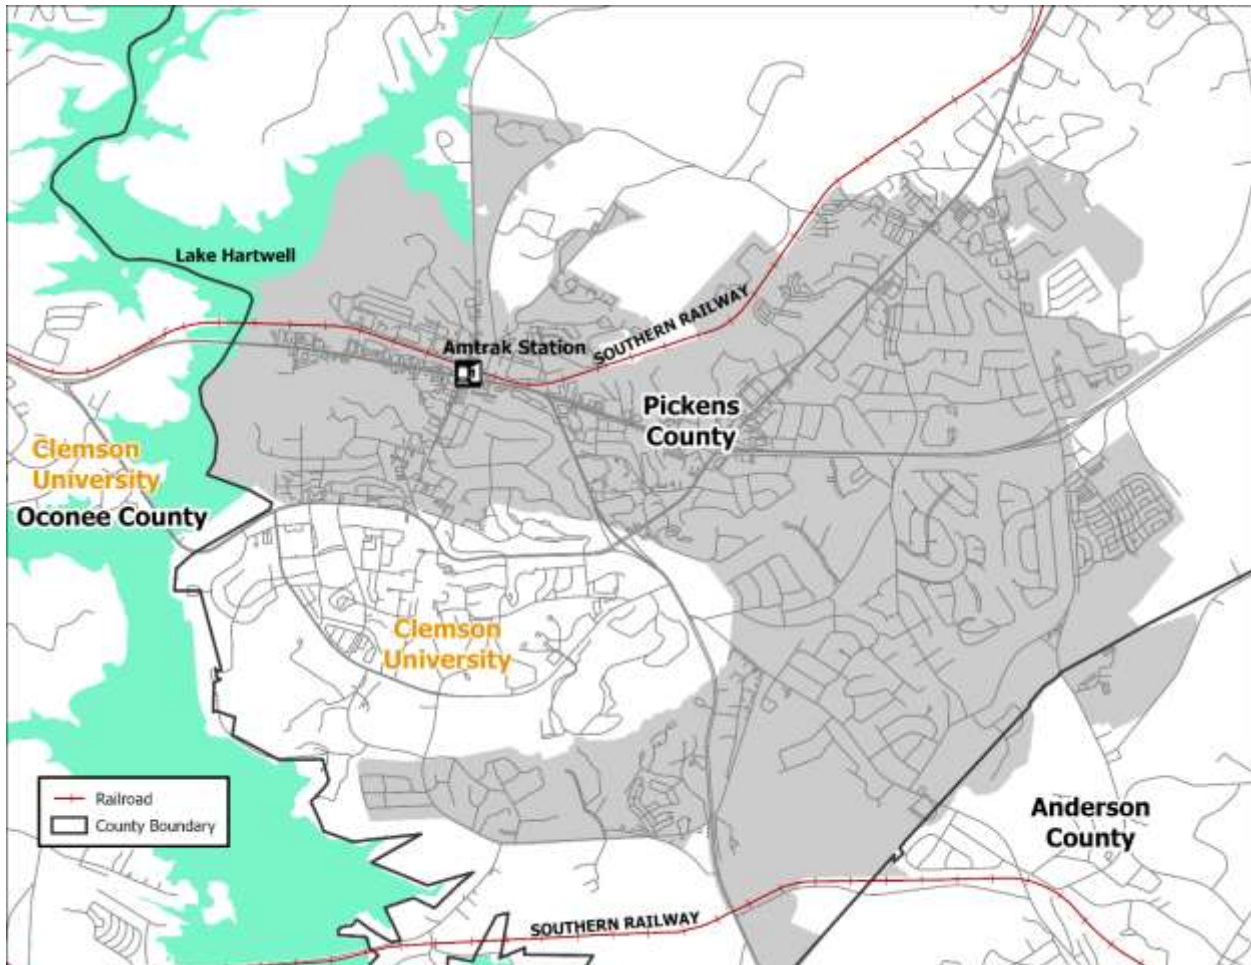 Lake Hartwell
Amtrak Station
SOUTHERN RAILWAY
Pickens
County
Clemson
University
Oconee County
Clemson
University
Railroad
County Boundary
Anderson
County
SOUTHERN RAILWAY